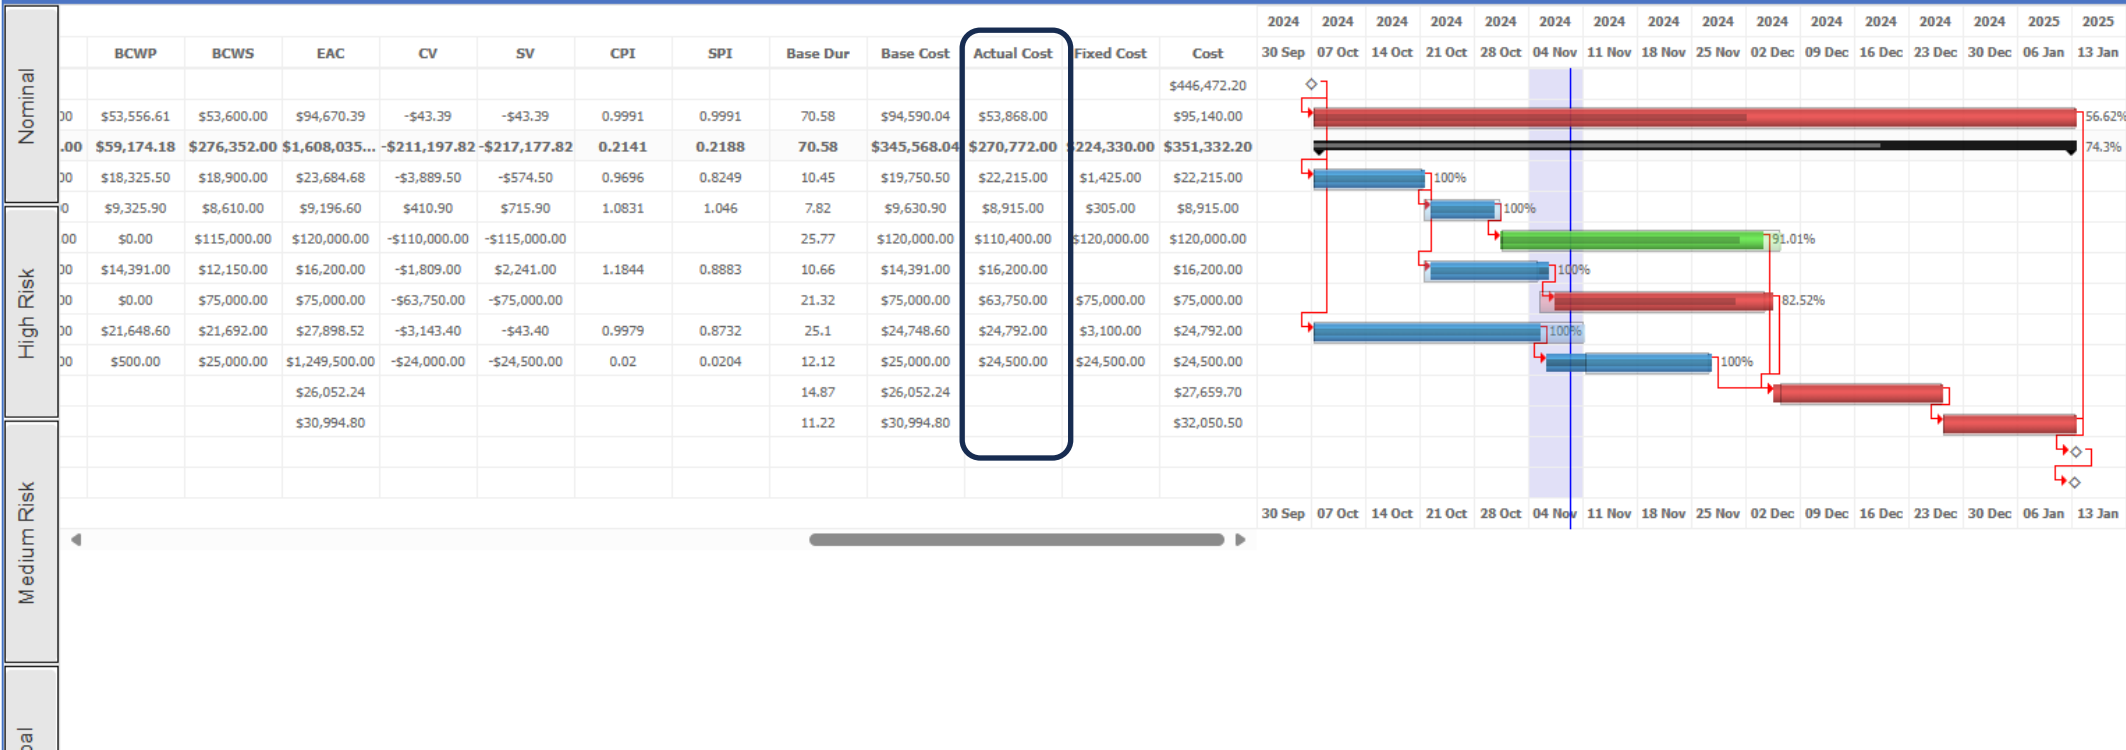 2024 2024 2024 2024 2024 2024 2024 2024 2024 2024 2024 2024 2024 2024 2025 2025
BCWP BCWS EAC CV SV CPI SPI Base Dur Base Cost Actual Cost Fixed Cost Cost 30 Sep 07 Oct 14 Oct 21 Oct 28 Oct 04 Nov 11 Nov 18 Nov 25 Nov 02 Dec 09 Dec 16 Dec 23 Dec 30 Dec 06 Jan 13 Jan
Nominal
$446,472.20
00 $53,556.61 $53,600.00 $94,670.39 -$43.39 -$43.39 0.9991 0.9991 70.58 $94,590.04 $53,868.00 $95,140.00 56.62%
.00 $59,174.18 $276,352.00 $1,608,035... -$211,197.82 -$217,177.82 0.2141 0.2188 70.58 $345,568.04 $270,772.00 $224,330.00 $351,332.20 74.3%
00 $18,325.50 $18,900.00 $23,684.68 -$3,889.50 -$574.50 0.9696 0.8249 10.45 $19,750.50 $22,215.00 $1,425.00 $22,215.00 100%
0 $9,325.90 $8,610.00 $9,196.60 $410.90 $715.90 1.0831 1.046 7.82 $9,630.90 $8,915.00 $305.00 $8,915.00 100%
00 $0.00 $115,000.00 $120,000.00 -$110,000.00 -$115,000.00 25.77 $120,000.00 $110,400.00 $120,000.00 $120,000.00 91.01%
00 $14,391.00 $12,150.00 $16,200.00 -$1,809.00 $2,241.00 1.1844 0.8883 10.66 $14,391.00 $16,200.00 $16,200.00 100%
High Risk
00 $0.00 $75,000.00 $75,000.00 -$63,750.00 -$75,000.00 21.32 $75,000.00 $63,750.00 $75,000.00 $75,000.00 82.52%
00 $21,648.60 $21,692.00 $27,898.52 -$3,143.40 -$43.40 0.9979 0.8732 25.1 $24,748.60 $24,792.00 $3,100.00 $24,792.00 100%
00 $500.00 $25,000.00 $1,249,500.00 -$24,000.00 -$24,500.00 0.02 0.0204 12.12 $25,000.00 $24,500.00 $24,500.00 $24,500.00 100%
$26,052.24 14.87 $26,052.24 $27,659.70
$30,994.80 11.22 $30,994.80 $32,050.50
30 Sep 07 Oct 14 Oct 21 Oct 28 Oct 04 Nov 11 Nov 18 Nov 25 Nov 02 Dec 09 Dec 16 Dec 23 Dec 30 Dec 06 Jan 13 Jan
Medium Risk